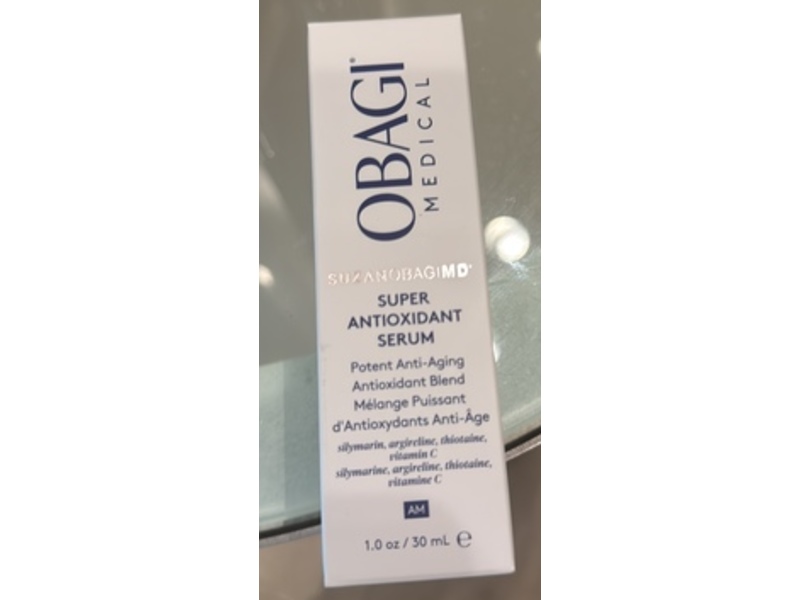 OBAGI®
MEDICAL
SUZANOBAGIMD®
SUPER
ANTIOXIDANT
SERUM
Potent Anti-Aging
Antioxidant Blend
Mélange Puissant
d'Antioxydants Anti-Âge
silymarin, argireline, thiotaine,
vitamin C
silymarine, argireline, thiotaine,
vitamine C
AM
1.0 oz / 30 mL ℮